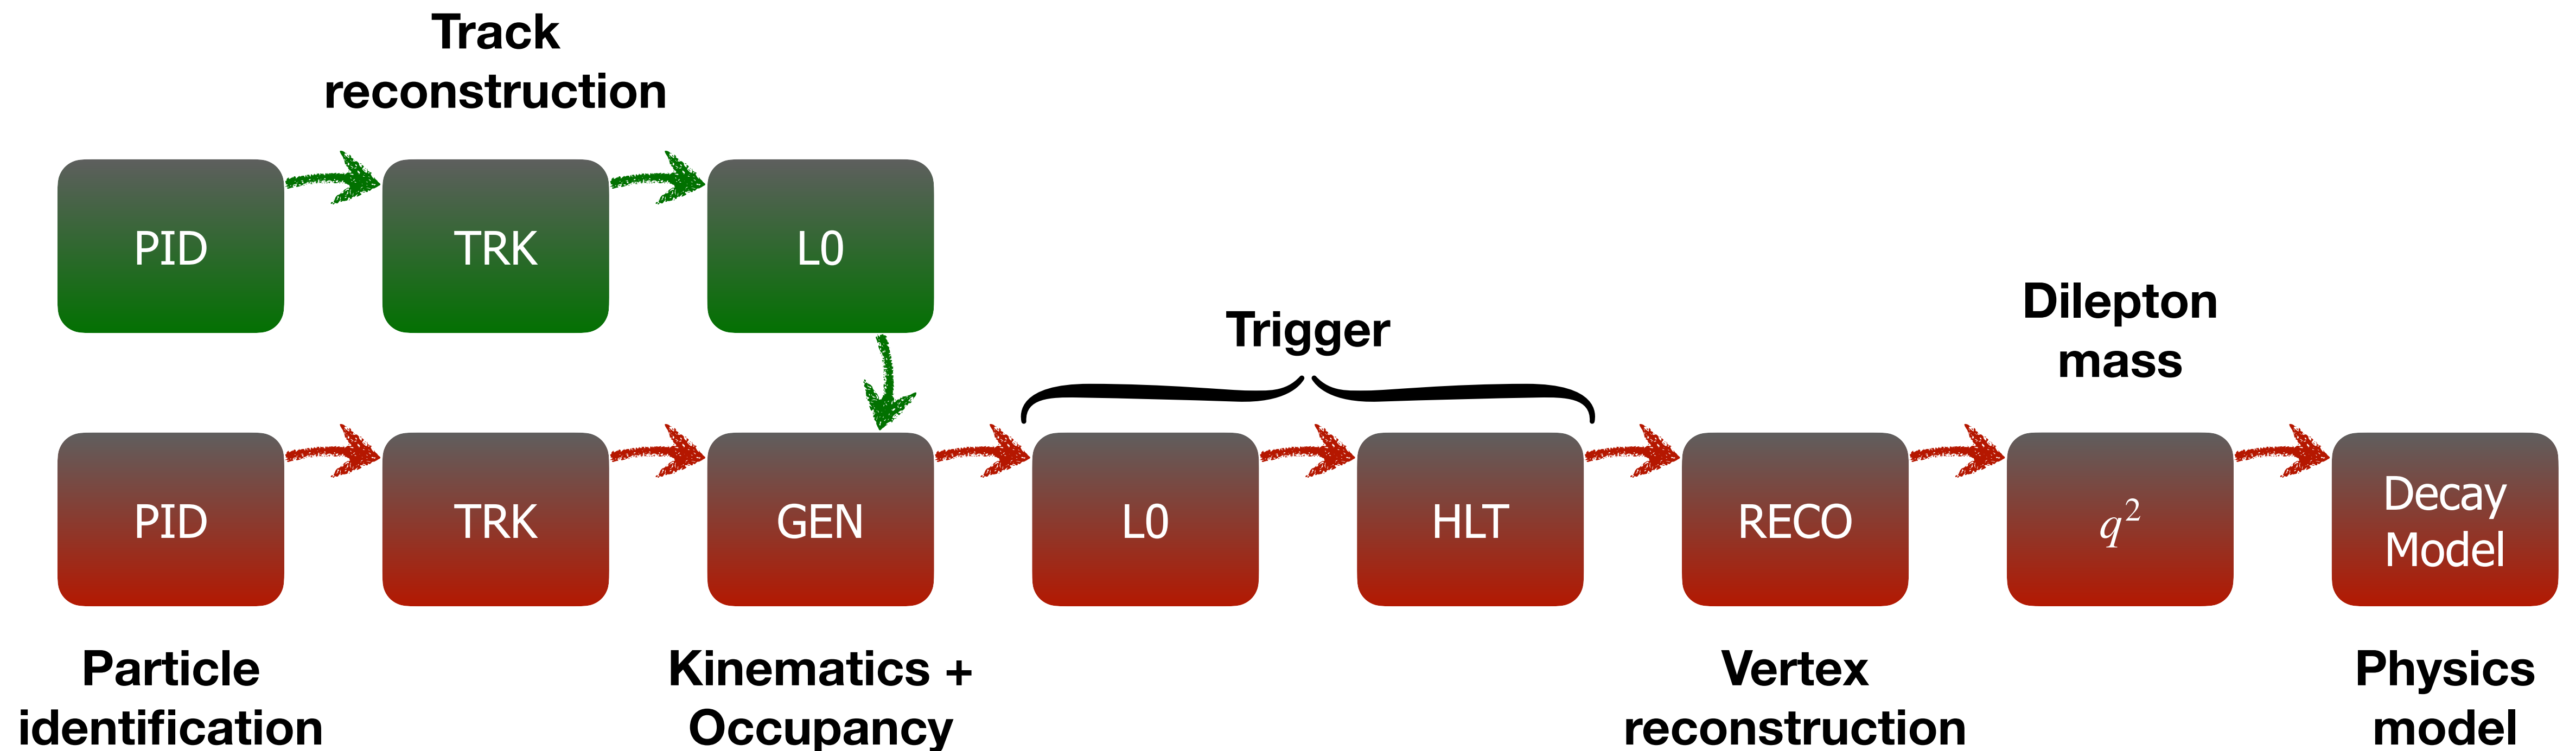 Track
reconstruction
PID
TRK
L0
Trigger
Dilepton
mass
PID
TRK
GEN
L0
HLT
RECO
q²
Decay
Model
Particle
identification
Kinematics +
Occupancy
Vertex
reconstruction
Physics
model